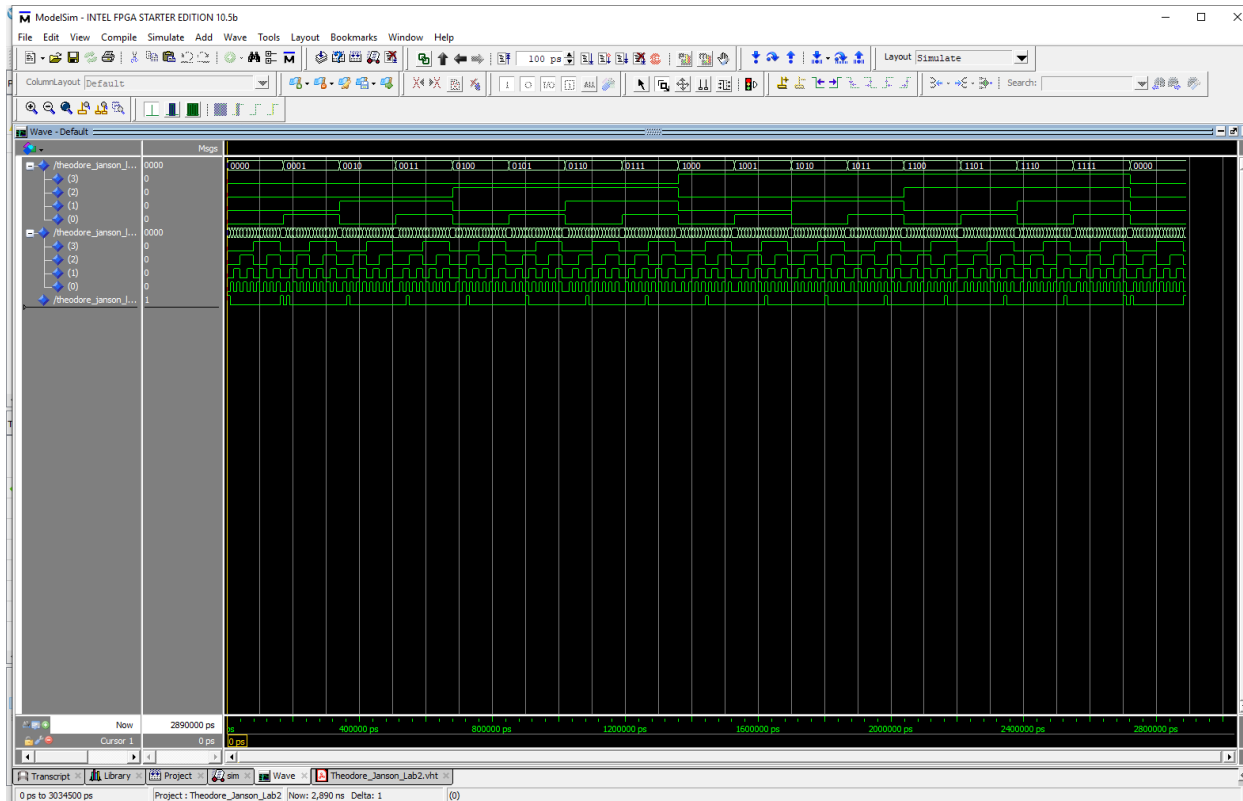 ModelSim - INTEL FPGA STARTER EDITION 10.5b
File Edit View Compile Simulate Add Wave Tools Layout Bookmarks Window Help
100 ps Layout Simulate
ColumnLayout Default Search:
Wave - Default
Msgs
/theodore_janson_l... 0000 0000 0001 0010 0011 0100 0101 0110 0111 1000 1001 1010 1011 1100 1101 1110 1111 0000
(3) 0
(2) 0
(1) 0
(0) 0
/theodore_janson_l... 0000
(3) 0
(2) 0
(1) 0
(0) 0
/theodore_janson_l... 1
Now 2890000 ps ps 400000 ps 800000 ps 1200000 ps 1600000 ps 2000000 ps 2400000 ps 2800000 ps
Cursor 1 0 ps 0 ps
Transcript Library Project sim Wave Theodore_Janson_Lab2.vht
0 ps to 3034500 ps Project : Theodore_Janson_Lab2 Now: 2,890 ns Delta: 1 (0)